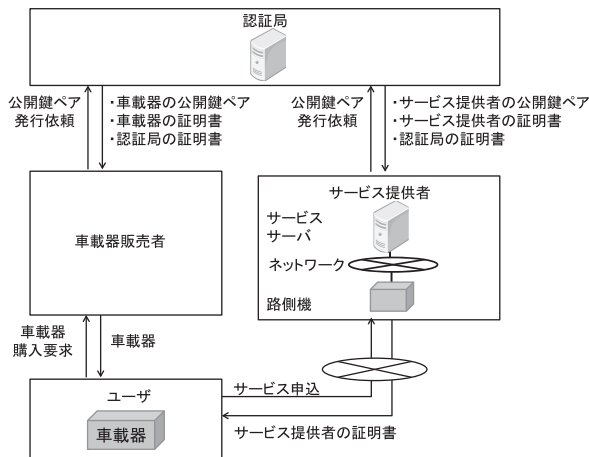 認証局
公開鍵ペア
発行依頼
・車載器の公開鍵ペア
・車載器の証明書
・認証局の証明書
公開鍵ペア
発行依頼
・サービス提供者の公開鍵ペア
・サービス提供者の証明書
・認証局の証明書
車載器販売者
サービス提供者
サービス
サーバ
ネットワーク
路側機
車載器
購入要求
車載器
ユーザ
車載器
サービス申込
サービス提供者の証明書